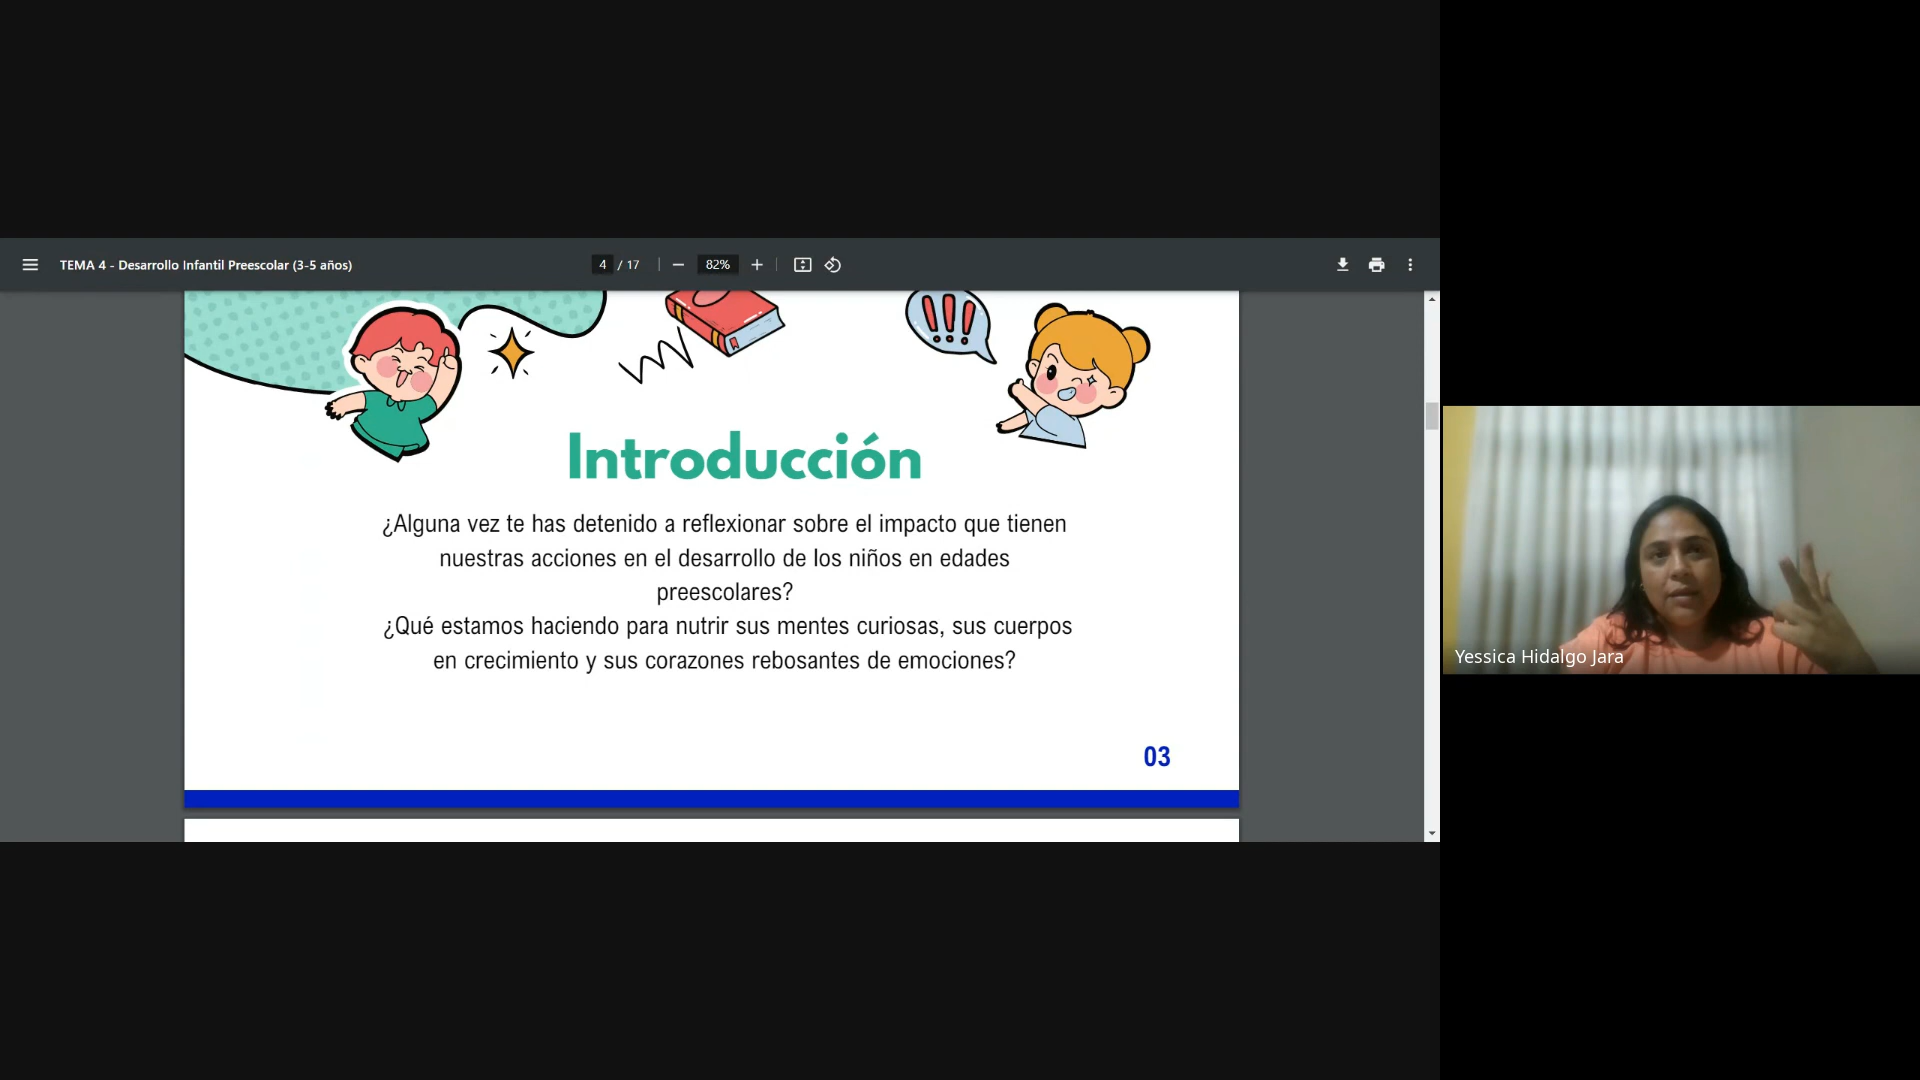 TEMA 4 - Desarrollo Infantil Preescolar (3-5 años)
4 / 17
82%
Introducción
¿Alguna vez te has detenido a reflexionar sobre el impacto que tienen
nuestras acciones en el desarrollo de los niños en edades
preescolares?
¿Qué estamos haciendo para nutrir sus mentes curiosas, sus cuerpos
en crecimiento y sus corazones rebosantes de emociones?
03
Yessica Hidalgo Jara